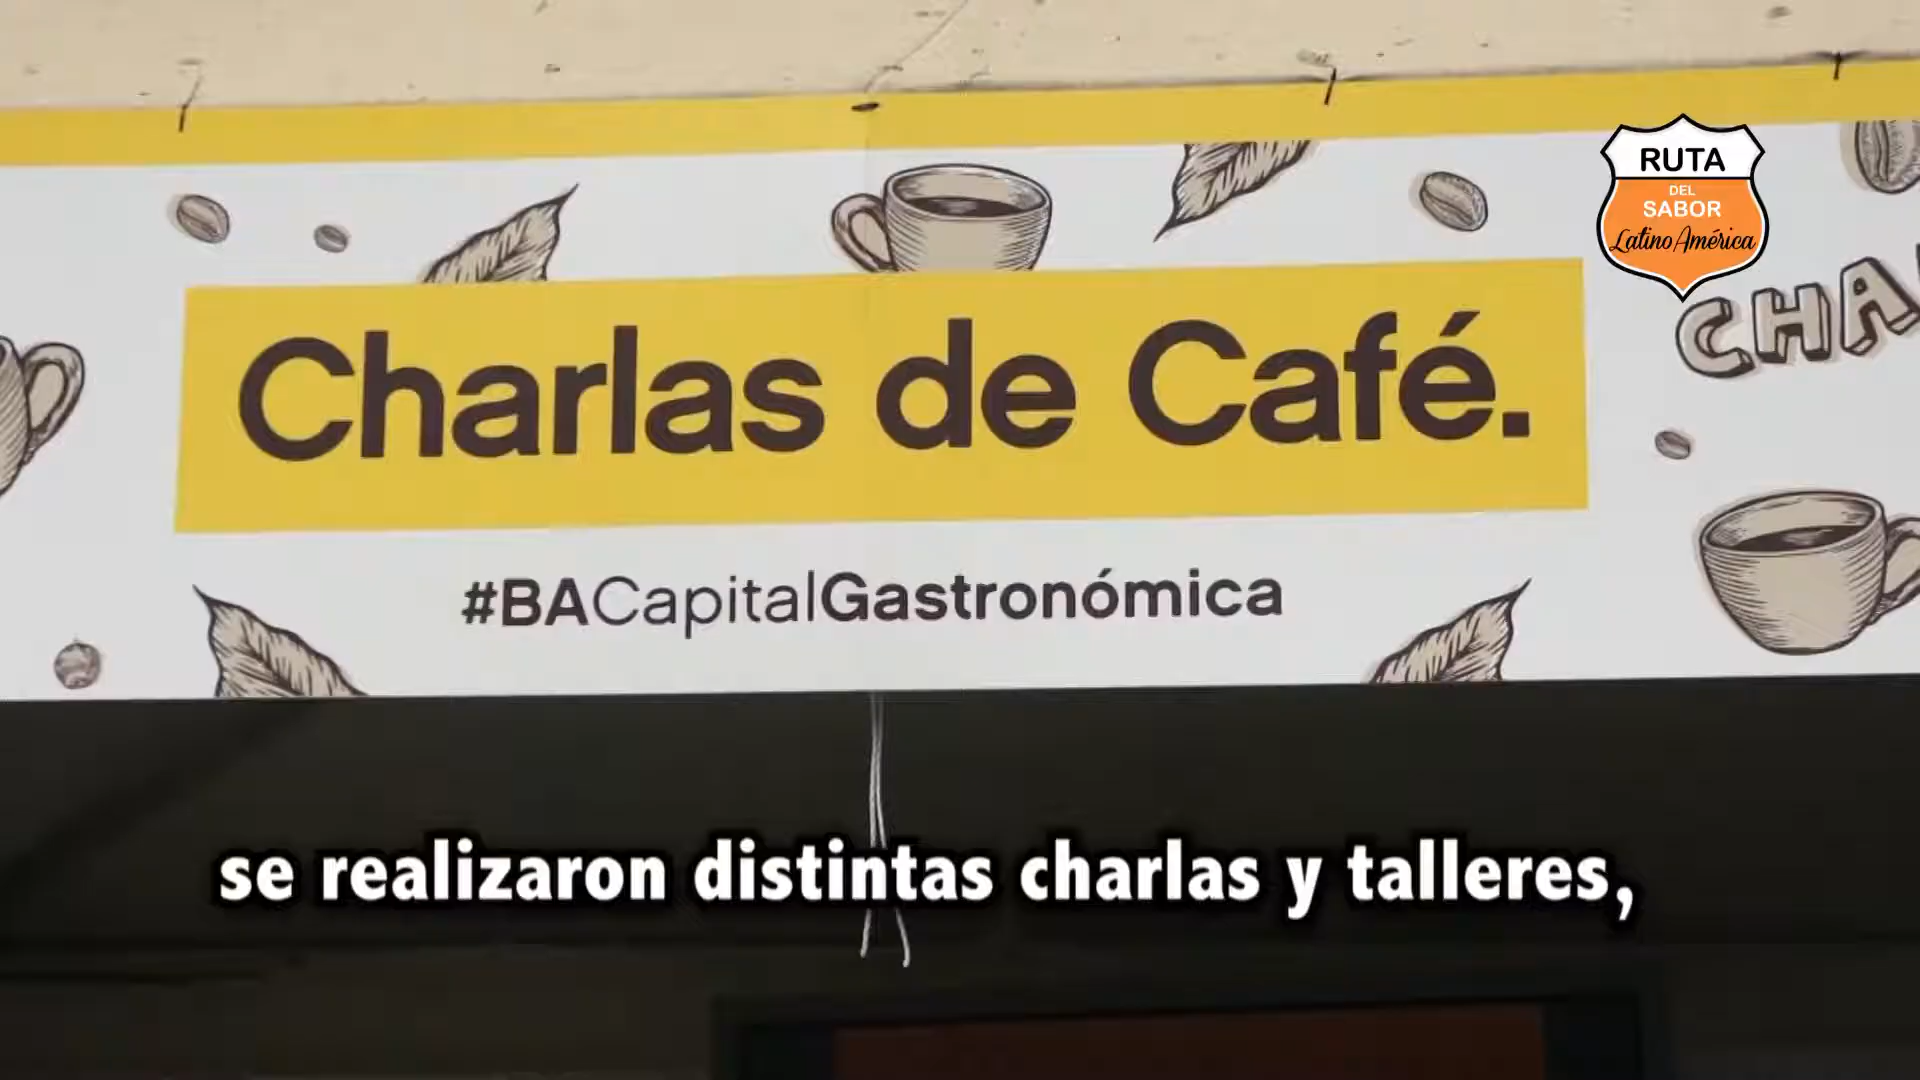 RUTA
DEL
SABOR
Latino América
Charlas de Café.
#BACapitalGastronómica
se realizaron distintas charlas y talleres,